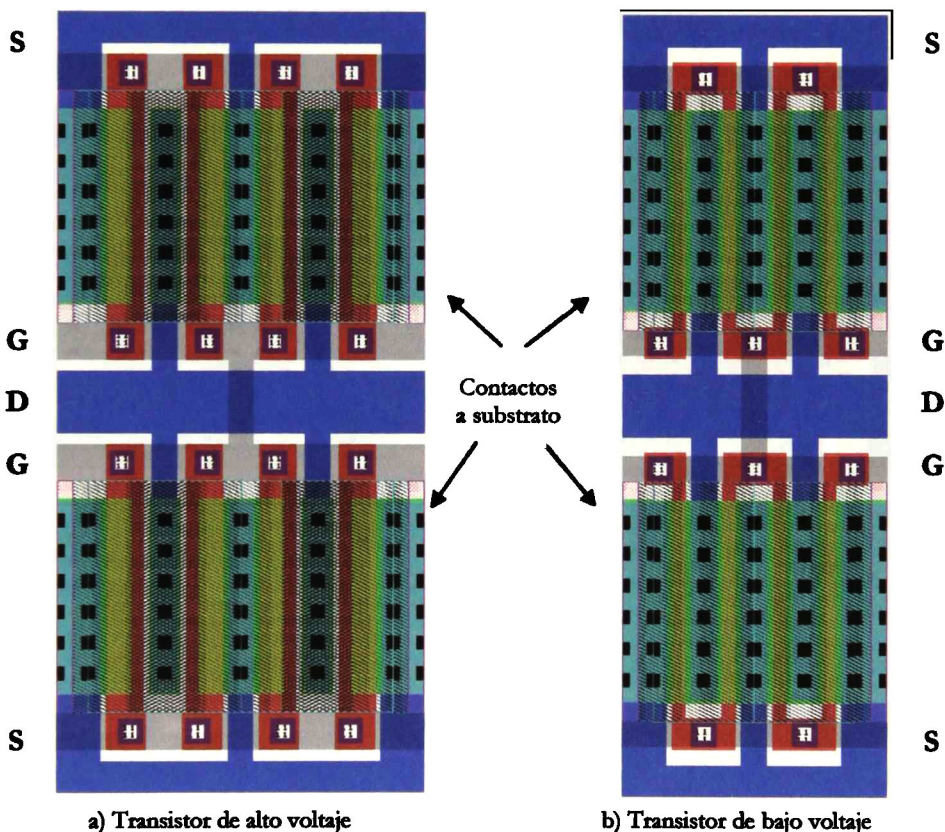 S
S
G
G
D
D
G
G
S
S
Contactos
a substrato
a) Transistor de alto voltaje
b) Transistor de bajo voltaje